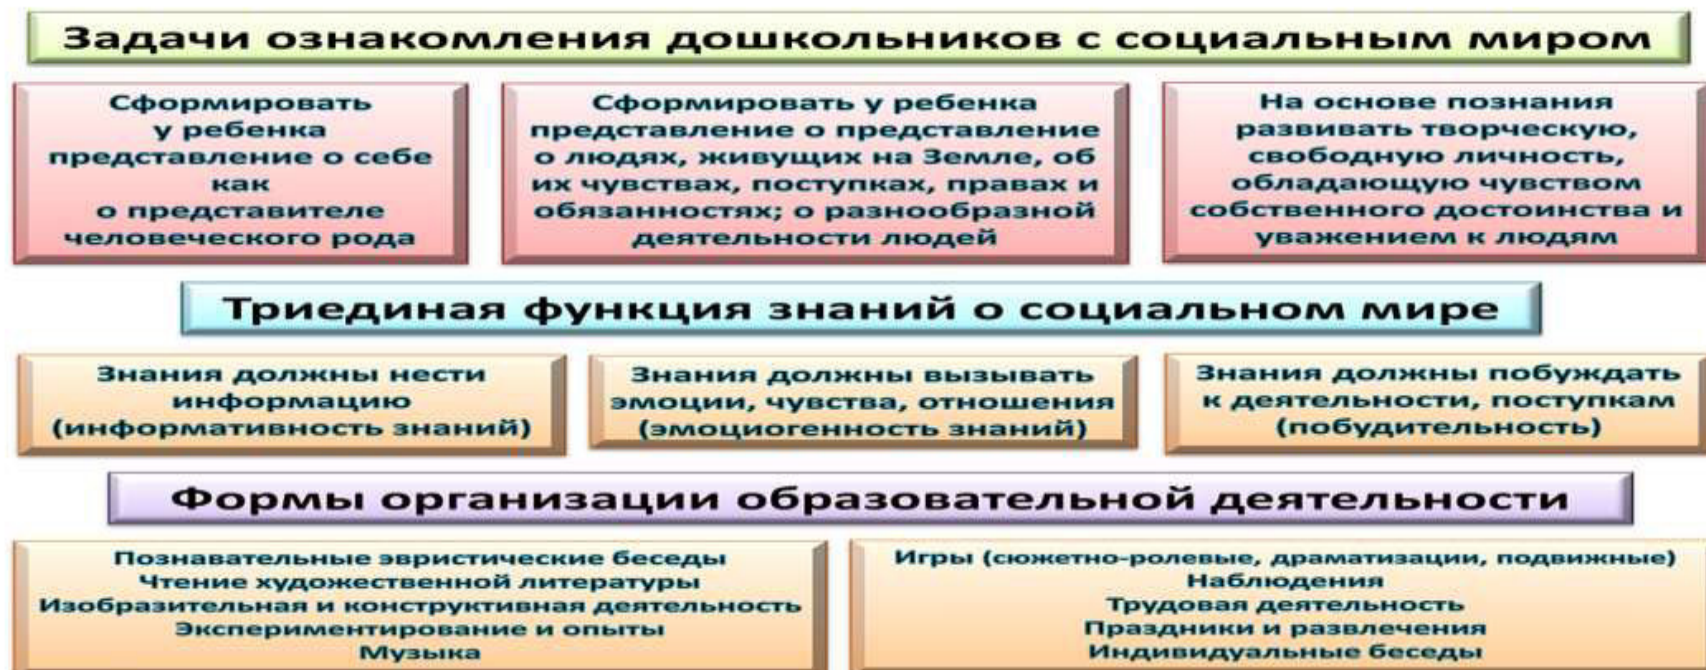 Задачи ознакомления дошкольников с социальным миром
Сформировать
у ребенка
представление о себе
как
о представителе
человеческого рода
Сформировать у ребенка
представление о представление
о людях, живущих на Земле, об
их чувствах, поступках, правах и
обязанностях; о разнообразной
деятельности людей
На основе познания
развивать творческую,
свободную личность,
обладающую чувством
собственного достоинства и
уважением к людям
Триединая функция знаний о социальном мире
Знания должны нести
информацию
(информативность знаний)
Знания должны вызывать
эмоции, чувства, отношения
(эмоциогенность знаний)
Знания должны побуждать
к деятельности, поступкам
(побудительность)
Формы организации образовательной деятельности
Познавательные эвристические беседы
Чтение художественной литературы
Изобразительная и конструктивная деятельность
Экспериментирование и опыты
Музыка
Игры (сюжетно-ролевые, драматизации, подвижные)
Наблюдения
Трудовая деятельность
Праздники и развлечения
Индивидуальные беседы